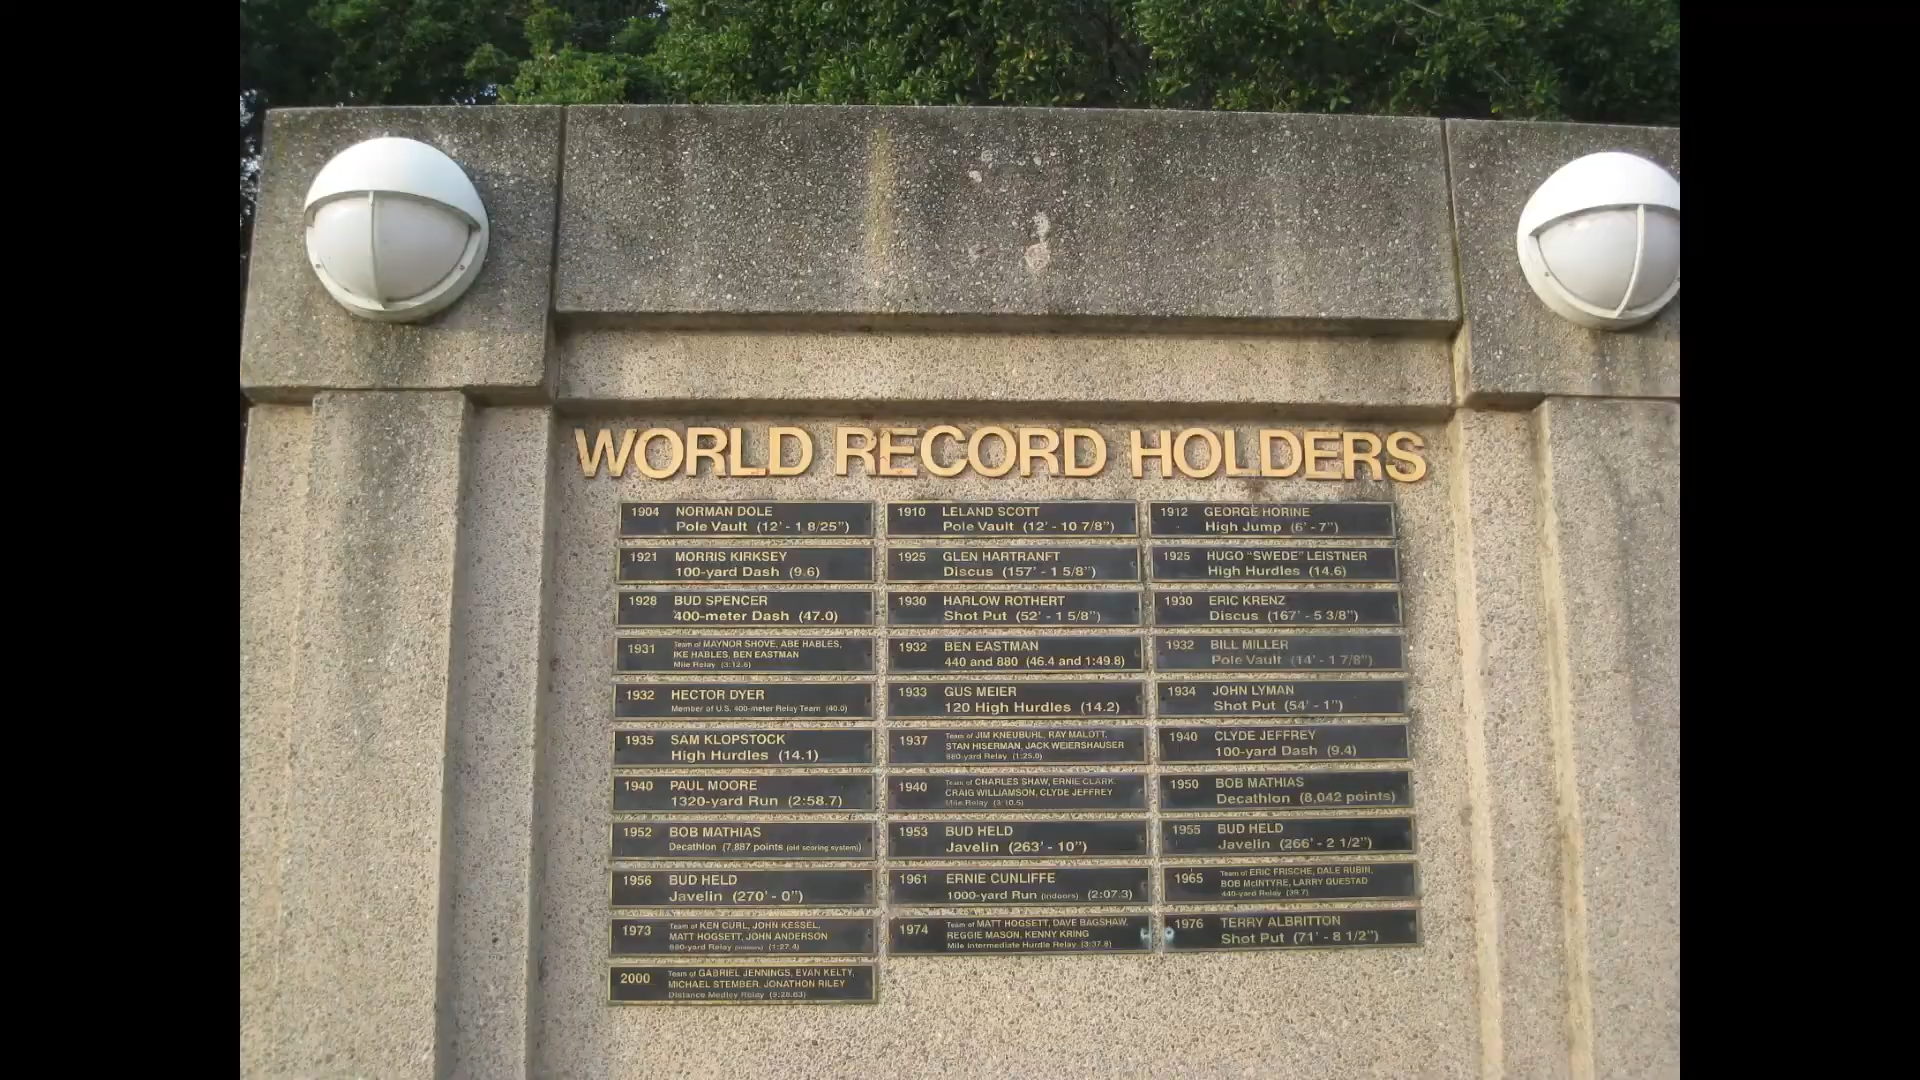 WORLD RECORD HOLDERS
1904 NORMAN DOLE
Pole Vault (12' - 1 8/25")
1910 LELAND SCOTT
Pole Vault (12' - 10 7/8")
1912 GEORGE HORINE
High Jump (6' - 7")
1921 MORRIS KIRKSEY
100-yard Dash (9.6)
1925 GLEN HARTRANFT
Discus (157' - 1 5/8")
1925 HUGO "SWEDE" LEISTNER
High Hurdles (14.6)
1928 BUD SPENCER
400-meter Dash (47.0)
1930 HARLOW ROTHERT
Shot Put (52' - 1 5/8")
1930 ERIC KRENZ
Discus (167' - 5 3/8")
1931 Team of MAYNOR SHOVE, ABE HABLES,
IKE HABLES, BEN EASTMAN
Mile Relay (3:12.6)
1932 BEN EASTMAN
440 and 880 (46.4 and 1:49.8)
1932 BILL MILLER
Pole Vault (14' - 1 7/8")
1932 HECTOR DYER
Member of U.S. 400-meter Relay Team (40.0)
1933 GUS MEIER
120 High Hurdles (14.2)
1934 JOHN LYMAN
Shot Put (54' - 1")
1935 SAM KLOPSTOCK
High Hurdles (14.1)
1937 Team of JIM KNEUBUHL, RAY MALOTT,
STAN HISERMAN, JACK WEIERSHAUSER
880-yard Relay (1:25.0)
1940 CLYDE JEFFREY
100-yard Dash (9.4)
1940 PAUL MOORE
1320-yard Run (2:58.7)
1940 Team of CHARLES SHAW, ERNIE CLARK,
CRAIG WILLIAMSON, CLYDE JEFFREY
Mile Relay (3:10.5)
1950 BOB MATHIAS
Decathlon (8,042 points)
1952 BOB MATHIAS
Decathlon (7,887 points (old scoring system)
1953 BUD HELD
Javelin (263' - 10")
1955 BUD HELD
Javelin (266' - 2 1/2")
1956 BUD HELD
Javelin (270' - 0")
1961 ERNIE CUNLIFFE
1000-yard Run (indoors) (2:07.3)
1965 Team of ERIC FRISCHE, DALE RUBIN,
BOB McINTYRE, LARRY QUESTAD
440-yard Relay (39.7)
1973 Team of KEN CURL, JOHN KESSEL,
MATT HOGSETT, JOHN ANDERSON
880-yard Relay (indoors) (1:27.4)
1974 Team of MATT HOGSETT, DAVE BAGSHAW,
REGGIE MASON, KENNY KRING
Mile Intermediate Hurdle Relay (3:37.8)
1976 TERRY ALBRITTON
Shot Put (71' - 8 1/2")
2000 Team of GABRIEL JENNINGS, EVAN KELTY,
MICHAEL STEMBER, JONATHON RILEY
Distance Medley Relay (9:28.83)